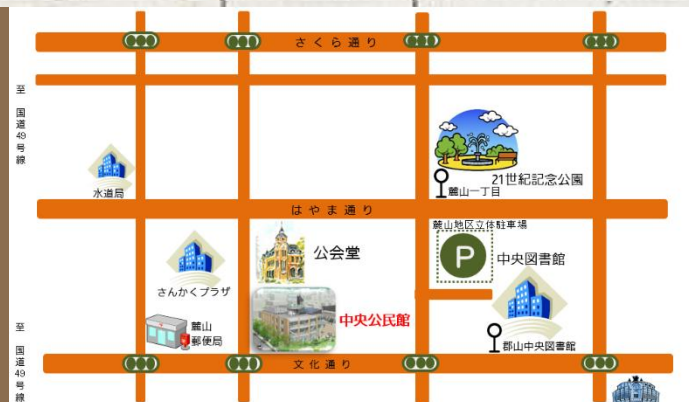 さくら通り
至 国道49号線
水道局
21世紀記念公園
麓山一丁目
はやま通り
麓山地区立体駐車場
公会堂
P
中央図書館
さんかくプラザ
中央公民館
麓山
郵便局
郡山中央図書館
至 国道49号線
文化通り